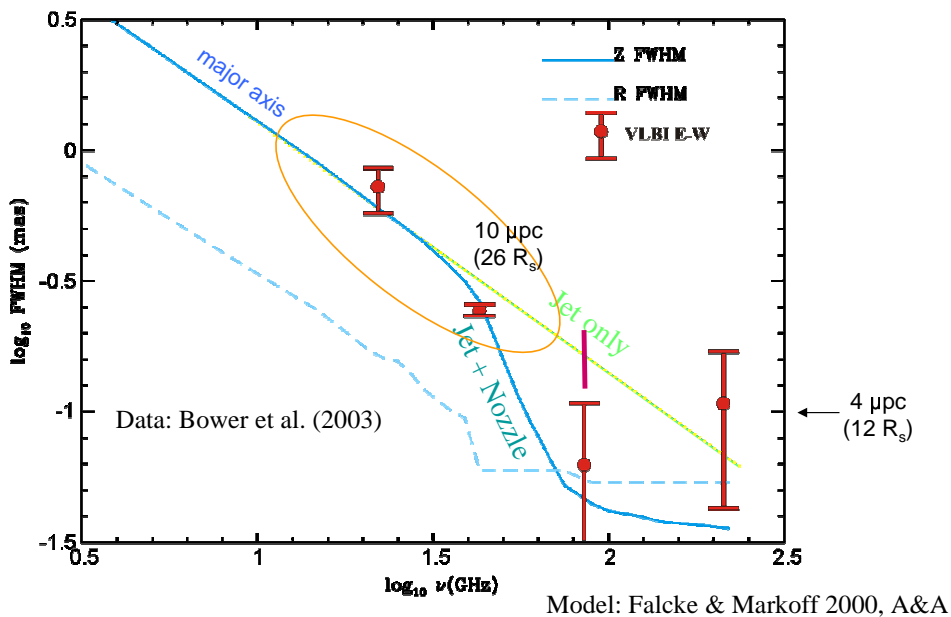 0.5
0
-0.5
-1
-1.5
log₁₀ FWHM (mas)
major axis
Z FWHM
R FWHM
VLBI E-W
10 μpc
(26 Rₛ)
Jet only
Jet + Nozzle
Data: Bower et al. (2003)
4 μpc
(12 Rₛ)
0.5
1
1.5
2
2.5
log₁₀ ν(GHz)
Model: Falcke & Markoff 2000, A&A